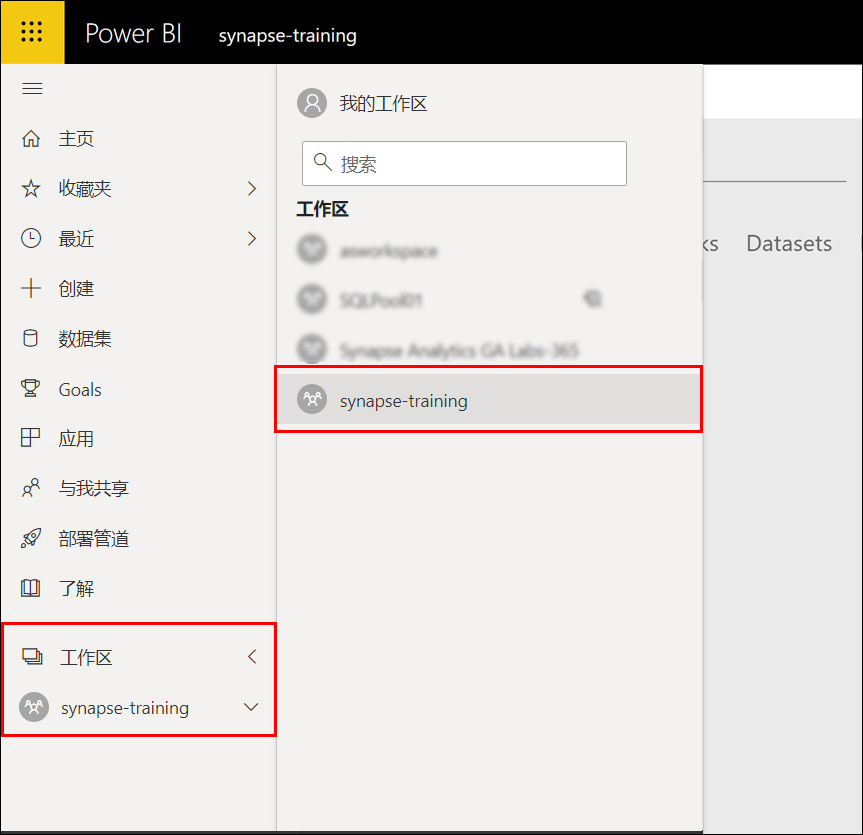 Power BI synapse-training
主页
收藏夹
最近
创建
数据集
Goals
应用
与我共享
部署管道
了解
工作区
synapse-training
我的工作区
搜索
工作区
asworkspace
SQLPool01
Synapse Analytics GA Labs-365
synapse-training
ks Datasets